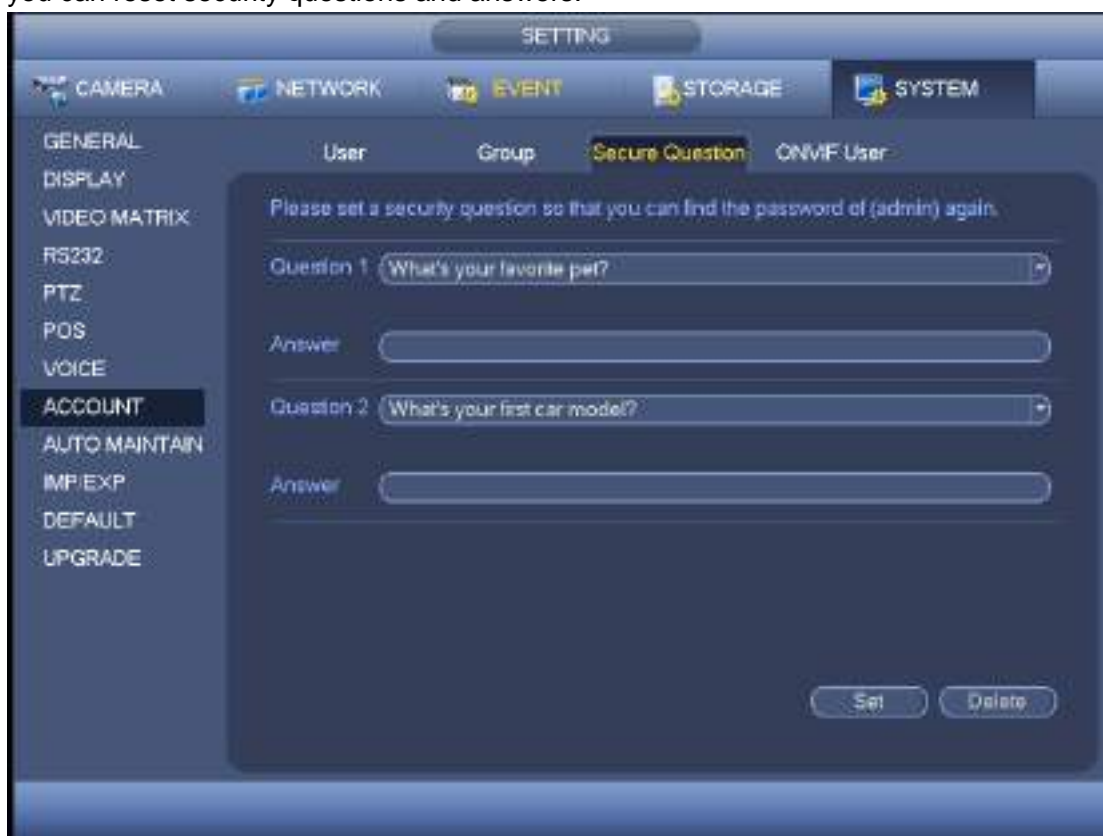 you can reset security questions and answers.
SETTING
CAMERA NETWORK EVENT STORAGE SYSTEM
GENERAL
DISPLAY
VIDEO MATRIX
RS232
PTZ
POS
VOICE
ACCOUNT
AUTO MAINTAIN
IMP/EXP
DEFAULT
UPGRADE
User Group Secure Question ONVIF User
Please set a security question so that you can find the password of (admin) again.
Question 1 What's your favorite pet?
Answer
Question 2 What's your first car model?
Answer
Set Delete